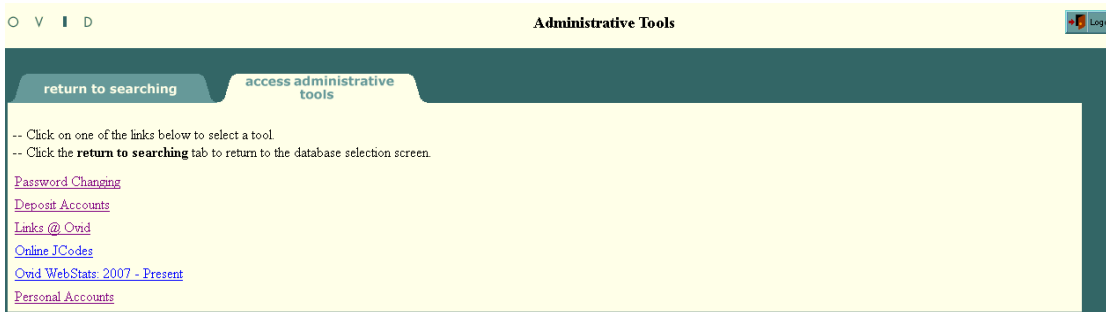 O V I D
Administrative Tools
return to searching
access administrative
tools
-- Click on one of the links below to select a tool.
-- Click the return to searching tab to return to the database selection screen.
Password Changing
Deposit Accounts
Links @ Ovid
Online JCodes
Ovid WebStats: 2007 - Present
Personal Accounts